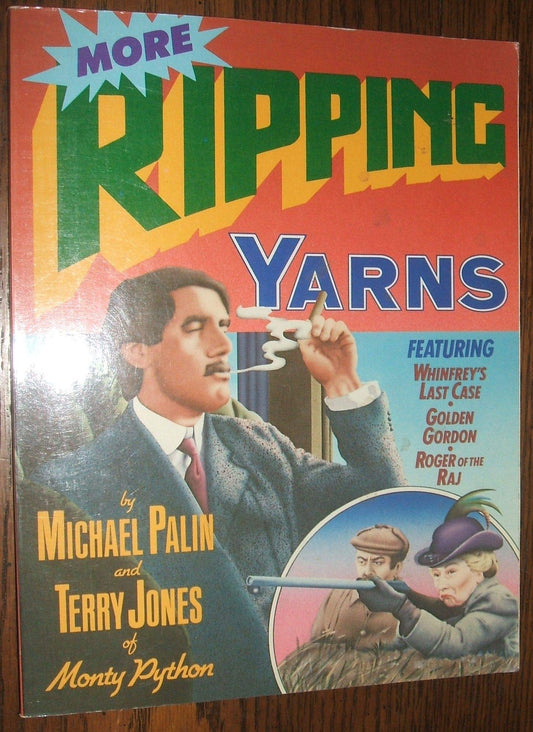 MORE
RIPPING
YARNS
FEATURING
WHINFREY'S
LAST CASE
•
GOLDEN
GORDON
•
ROGER OF THE
RAJ
by
MICHAEL PALIN
and
TERRY JONES
of
Monty Python